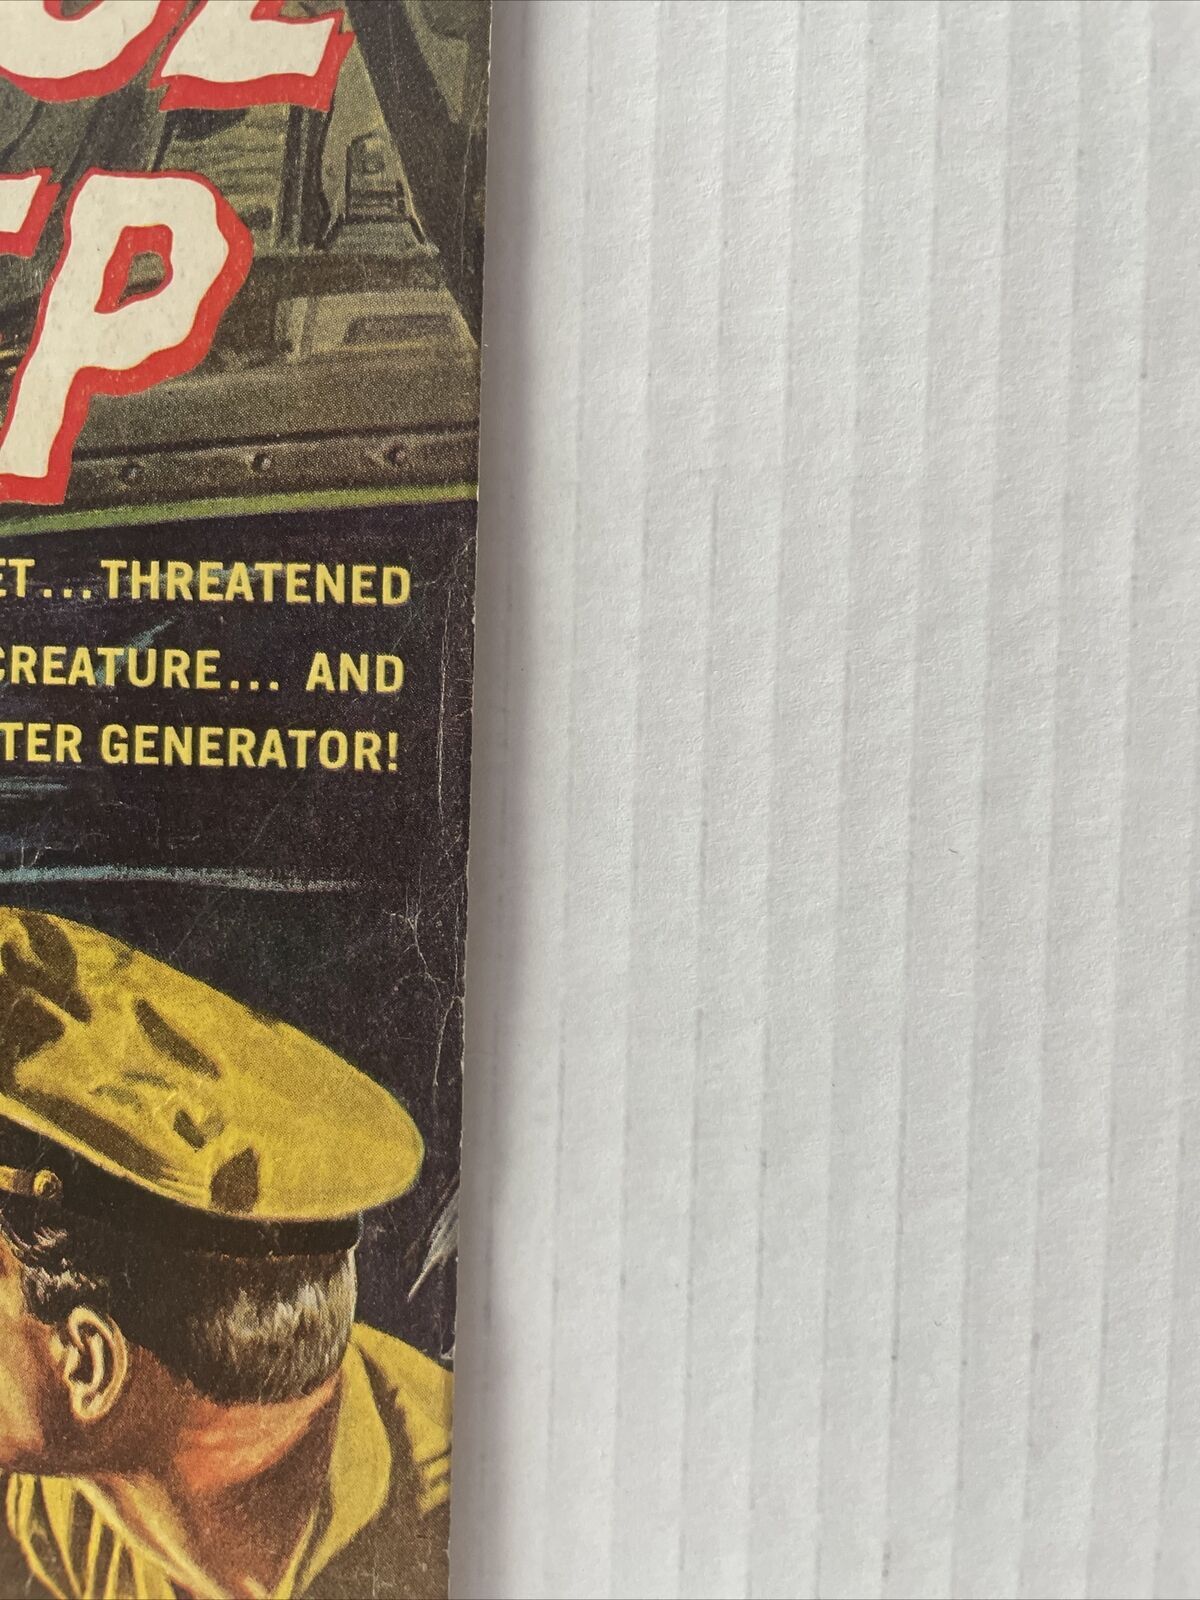 ET...THREATENED
CREATURE... AND
TER GENERATOR!